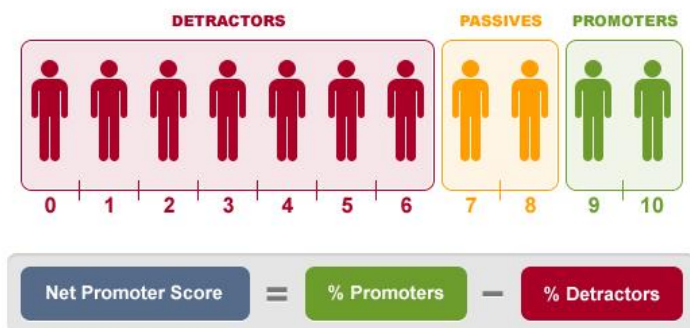 DETRACTORS PASSIVES PROMOTERS
0 1 2 3 4 5 6 7 8 9 10
Net Promoter Score = % Promoters – % Detractors